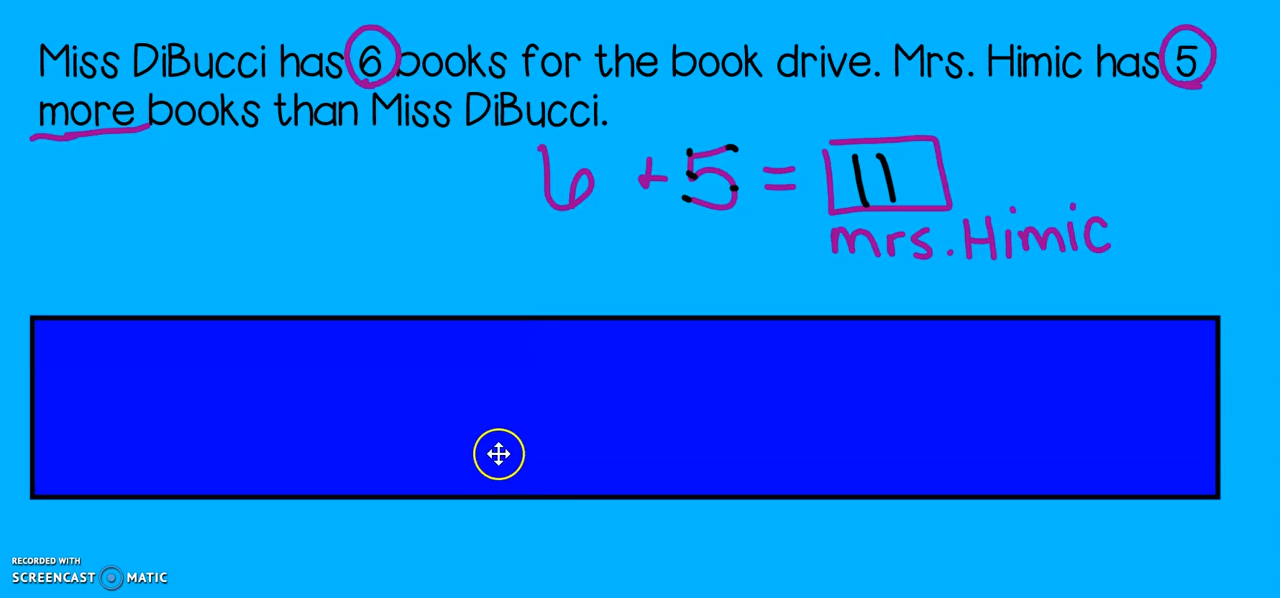 Miss DiBucci has 6 books for the book drive. Mrs. Himic has 5
more books than Miss DiBucci.
6 + 5 = 11
mrs. Himic
RECORDED WITH
SCREENCAST MATIC